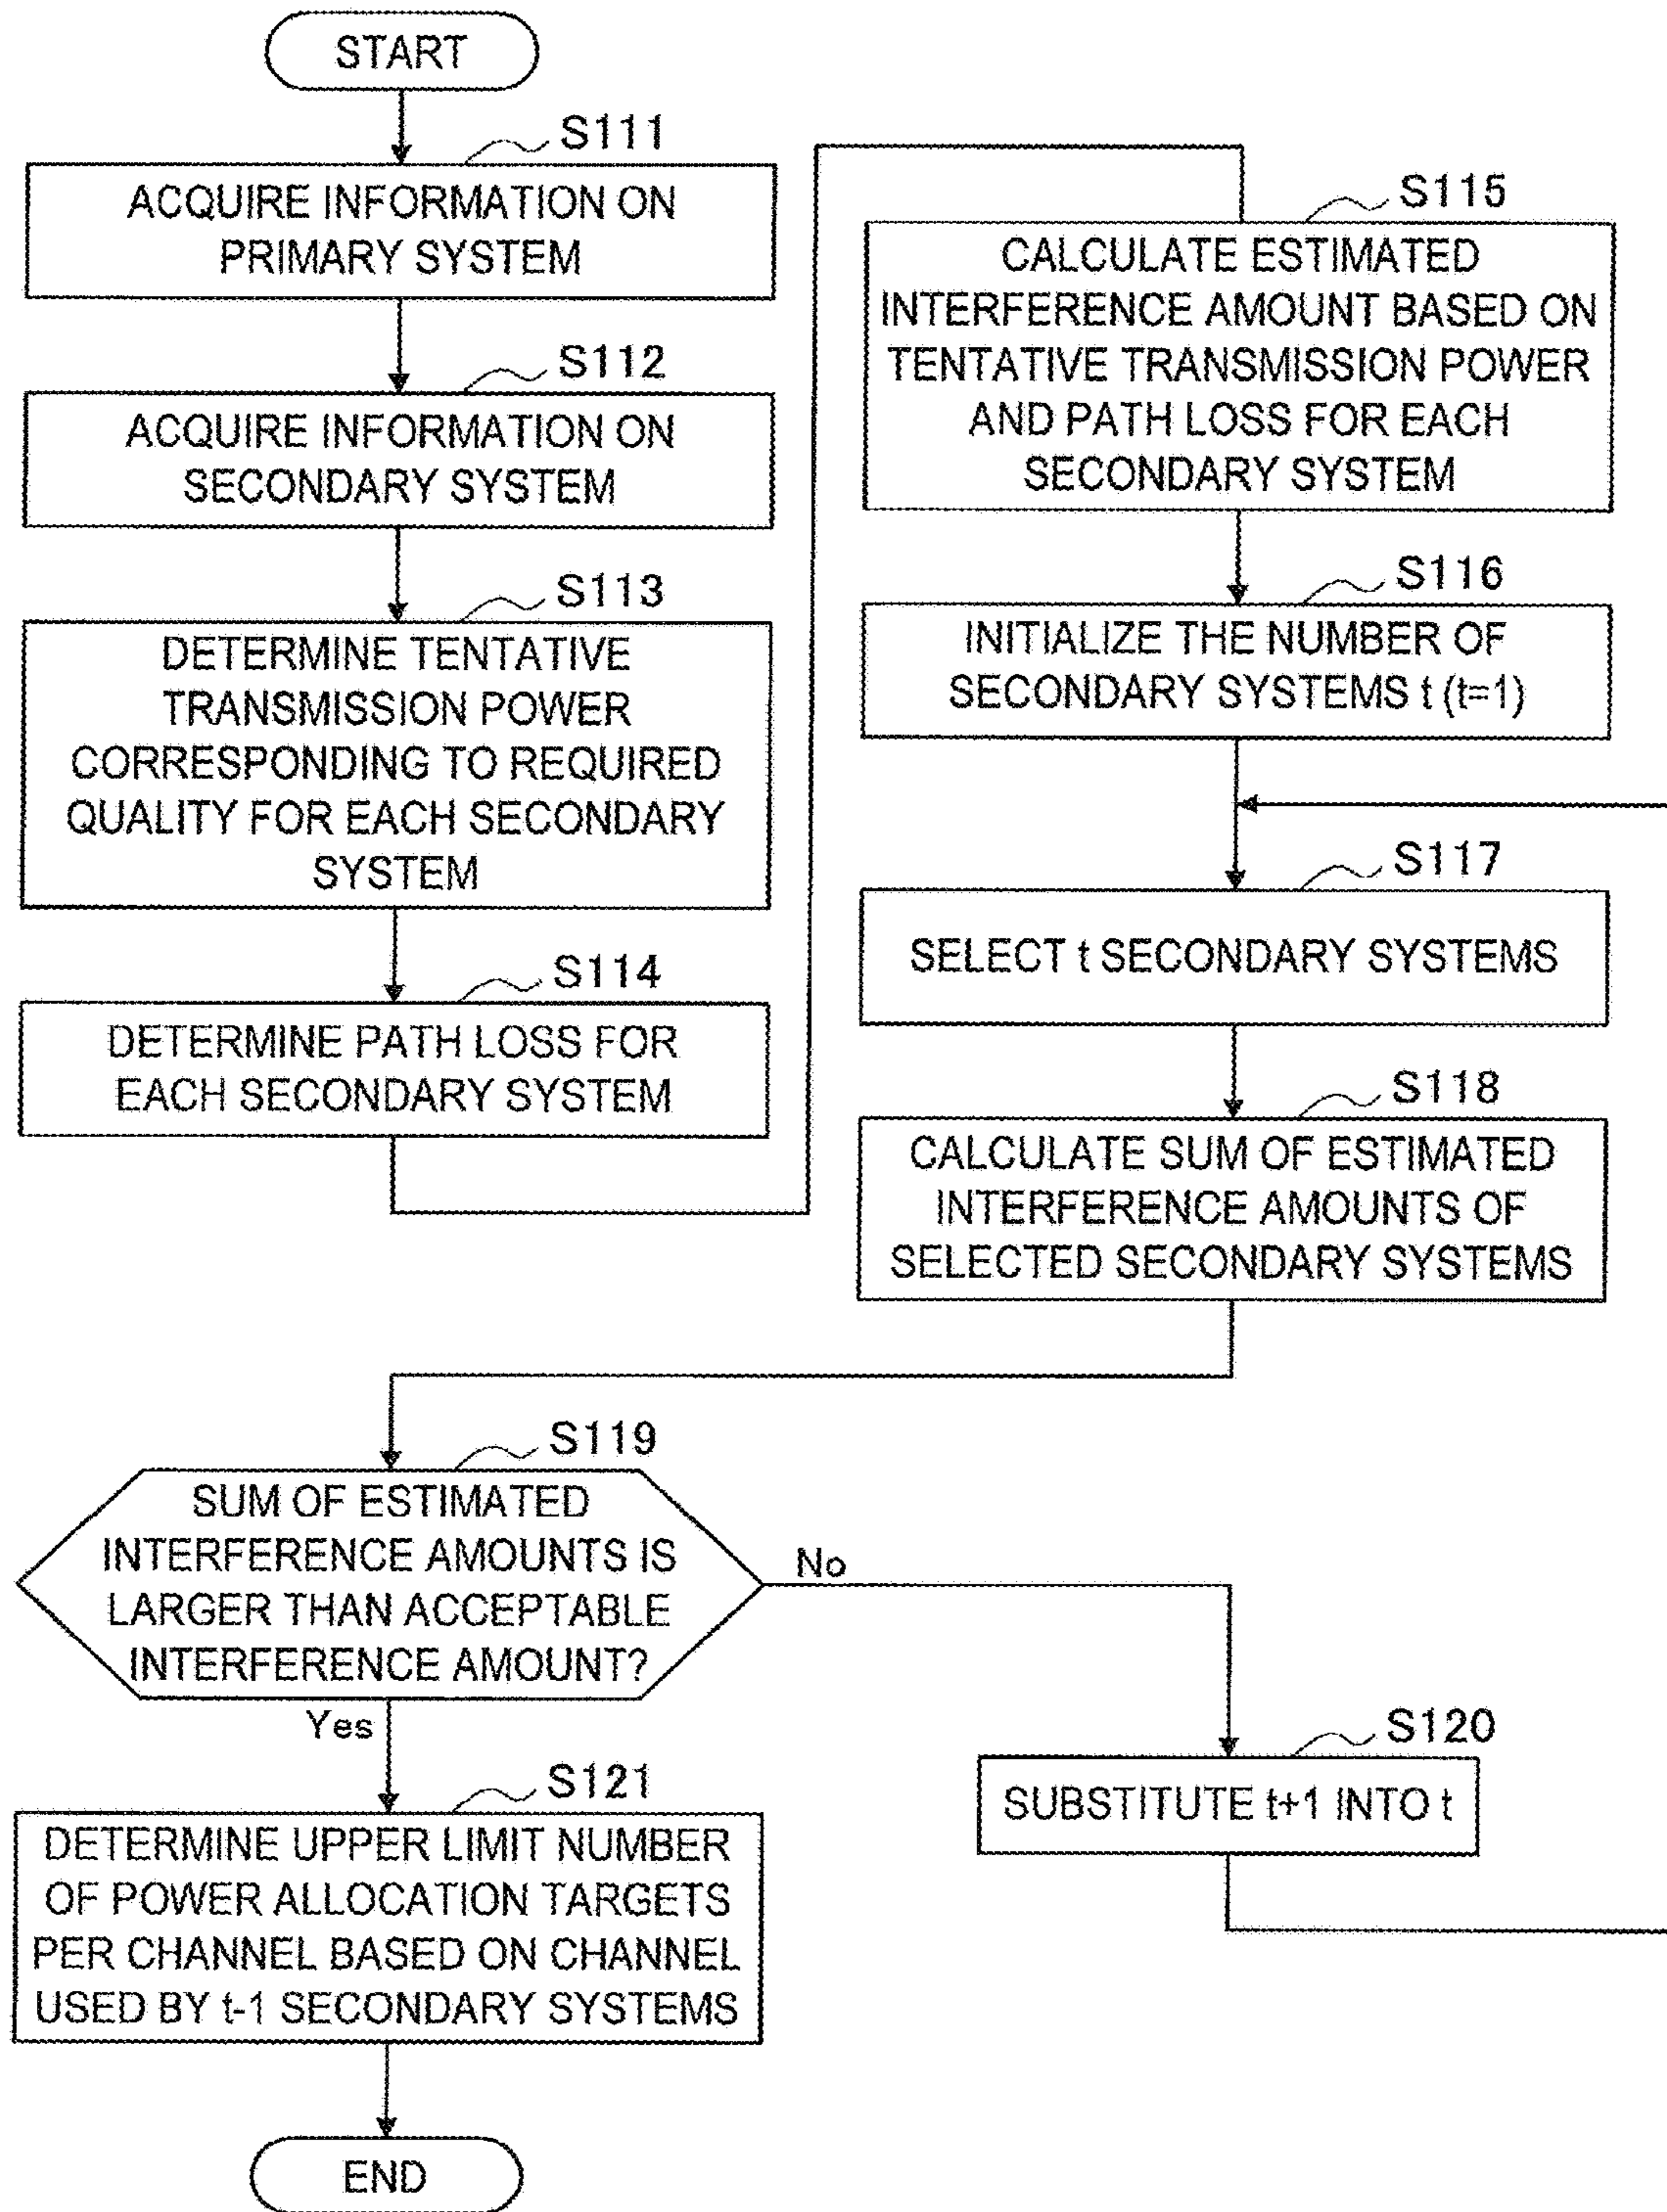 START
S111
ACQUIRE INFORMATION ON
PRIMARY SYSTEM
S112
ACQUIRE INFORMATION ON
SECONDARY SYSTEM
S113
DETERMINE TENTATIVE
TRANSMISSION POWER
CORRESPONDING TO REQUIRED
QUALITY FOR EACH SECONDARY
SYSTEM
S114
DETERMINE PATH LOSS FOR
EACH SECONDARY SYSTEM
S115
CALCULATE ESTIMATED
INTERFERENCE AMOUNT BASED ON
TENTATIVE TRANSMISSION POWER
AND PATH LOSS FOR EACH
SECONDARY SYSTEM
S116
INITIALIZE THE NUMBER OF
SECONDARY SYSTEMS t (t=1)
S117
SELECT t SECONDARY SYSTEMS
S118
CALCULATE SUM OF ESTIMATED
INTERFERENCE AMOUNTS OF
SELECTED SECONDARY SYSTEMS
S119
SUM OF ESTIMATED
INTERFERENCE AMOUNTS IS
LARGER THAN ACCEPTABLE
INTERFERENCE AMOUNT?
No
Yes
S120
SUBSTITUTE t+1 INTO t
S121
DETERMINE UPPER LIMIT NUMBER
OF POWER ALLOCATION TARGETS
PER CHANNEL BASED ON CHANNEL
USED BY t-1 SECONDARY SYSTEMS
END